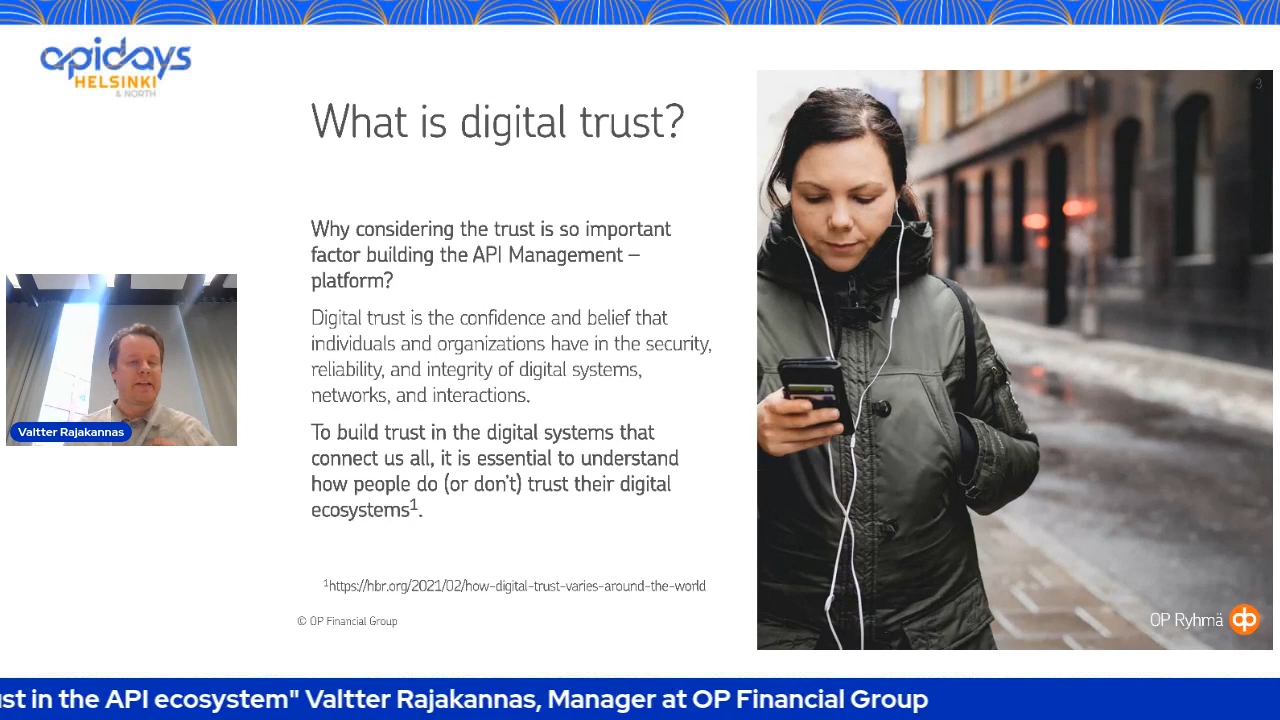 apidays
HELSINKI
& NORTH
3
What is digital trust?
Why considering the trust is so important
factor building the API Management –
platform?
Digital trust is the confidence and belief that
individuals and organizations have in the security,
reliability, and integrity of digital systems,
networks, and interactions.
To build trust in the digital systems that
connect us all, it is essential to understand
how people do (or don't) trust their digital
ecosystems¹.
Valtter Rajakannas
¹https://hbr.org/2021/02/how-digital-trust-varies-around-the-world
© OP Financial Group
OP Ryhmä
ust in the API ecosystem" Valtter Rajakannas, Manager at OP Financial Group